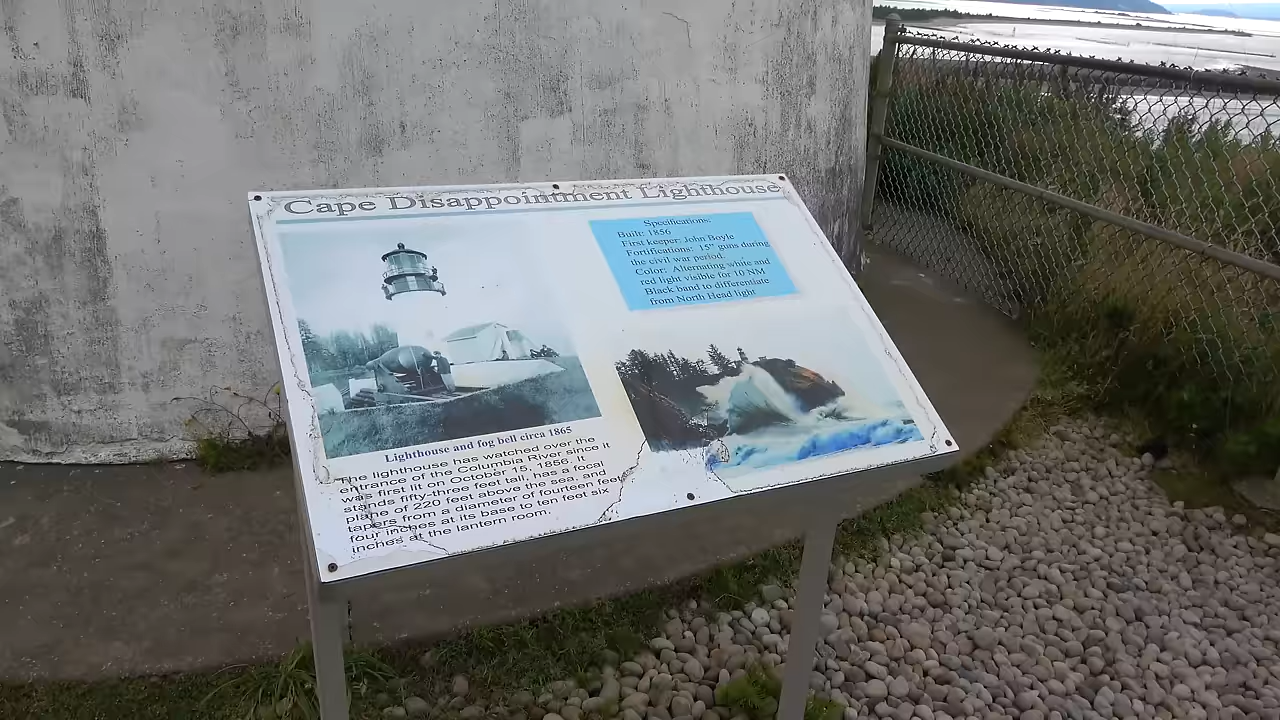 Cape Disappointment Lighthouse
Specifications:
Built: 1856
First keeper: John Boyle
Fortifications: 15" guns during
the civil war period.
Color: Alternating white and
red light visible for 10 NM
Black band to differentiate
from North Head light
Lighthouse and fog bell circa 1865
The lighthouse has watched over the
entrance of the Columbia River since it
was first lit on October 15, 1856. It
stands fifty-three feet tall, has a focal
plane of 220 feet above the sea, and
tapers from a diameter of fourteen feet
four inches at its base to ten feet six
inches at the lantern room.